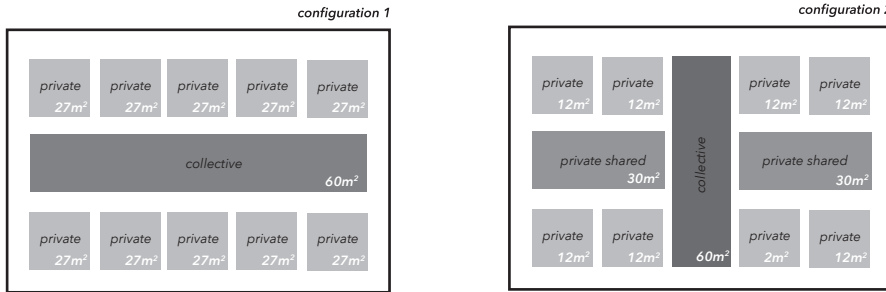 configuration 1
private private private private private
27m² 27m² 27m² 27m² 27m²
collective
60m²
private private private private private
27m² 27m² 27m² 27m² 27m²
configuration 2
private private private private
12m² 12m² 12m² 12m²
private shared private shared
30m² 30m²
collective
private private private private
12m² 12m² 60m² 2m² 12m²